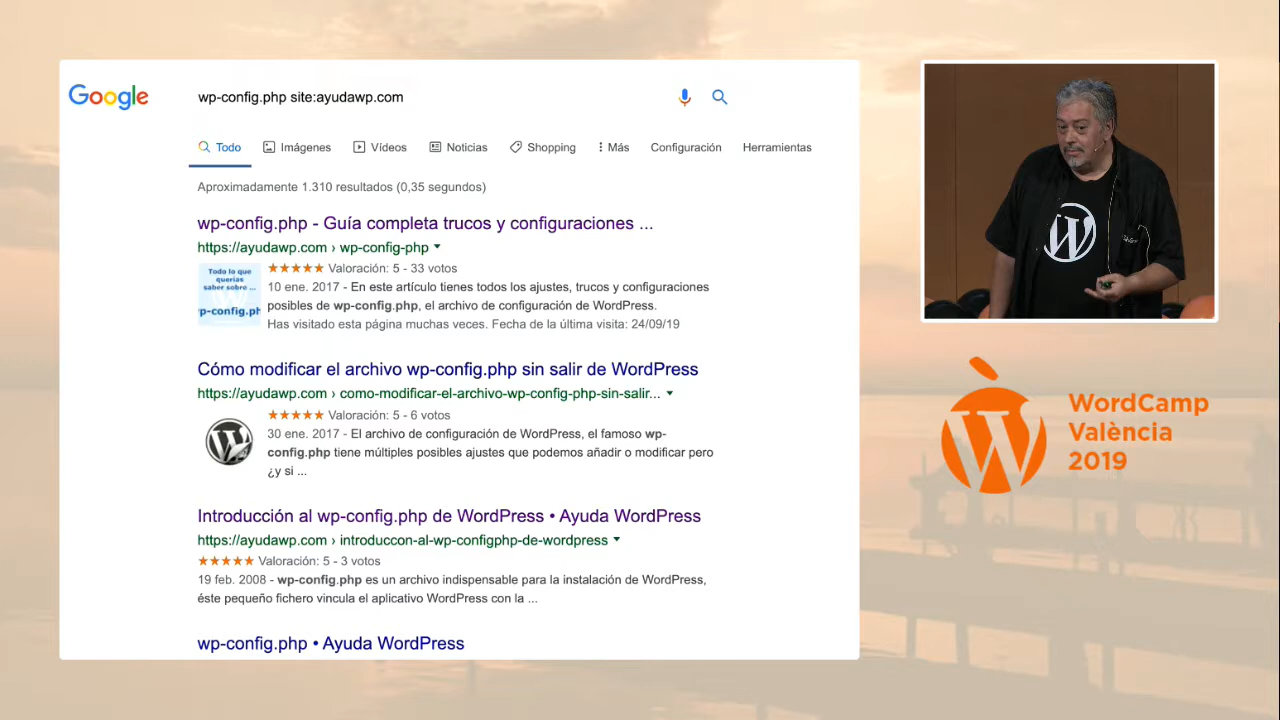 Google
wp-config.php site:ayudawp.com
Todo Imágenes Vídeos Noticias Shopping Más Configuración Herramientas
Aproximadamente 1.310 resultados (0,35 segundos)
wp-config.php - Guía completa trucos y configuraciones ...
https://ayudawp.com › wp-config-php
Todo lo que
querías
saber sobre ...
wp-config.ph
★★★★★ Valoración: 5 - 33 votos
10 ene. 2017 - En este artículo tienes todos los ajustes, trucos y configuraciones
posibles de wp-config.php, el archivo de configuración de WordPress.
Has visitado esta página muchas veces. Fecha de la última visita: 24/09/19
Cómo modificar el archivo wp-config.php sin salir de WordPress
https://ayudawp.com › como-modificar-el-archivo-wp-config-php-sin-salir...
★★★★★ Valoración: 5 - 6 votos
30 ene. 2017 - El archivo de configuración de WordPress, el famoso wp-
config.php tiene múltiples posibles ajustes que podemos añadir o modificar pero
¿y si ...
Introducción al wp-config.php de WordPress • Ayuda WordPress
https://ayudawp.com › introduccon-al-wp-configphp-de-wordpress
★★★★★ Valoración: 5 - 3 votos
19 feb. 2008 - wp-config.php es un archivo indispensable para la instalación de WordPress,
éste pequeño fichero vincula el aplicativo WordPress con la ...
wp-config.php • Ayuda WordPress
WordCamp
València
2019